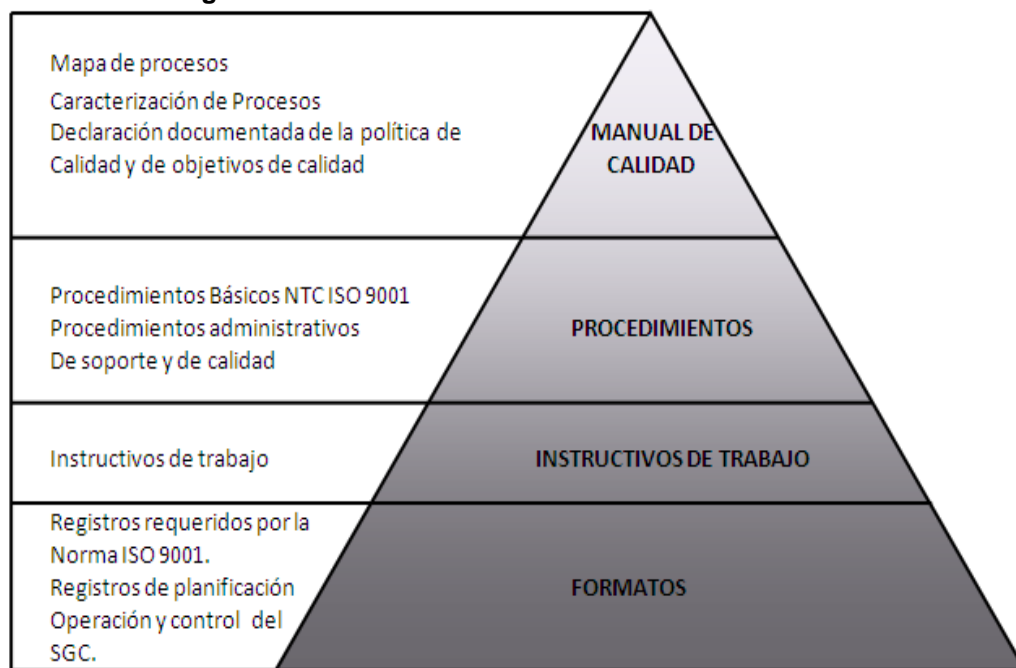 Mapa de procesos
Caracterización de Procesos
Declaración documentada de la política de
Calidad y de objetivos de calidad
MANUAL DE
CALIDAD
Procedimientos Básicos NTC ISO 9001
Procedimientos administrativos
De soporte y de calidad
PROCEDIMIENTOS
Instructivos de trabajo
INSTRUCTIVOS DE TRABAJO
Registros requeridos por la
Norma ISO 9001.
Registros de planificación
Operación y control del
SGC.
FORMATOS